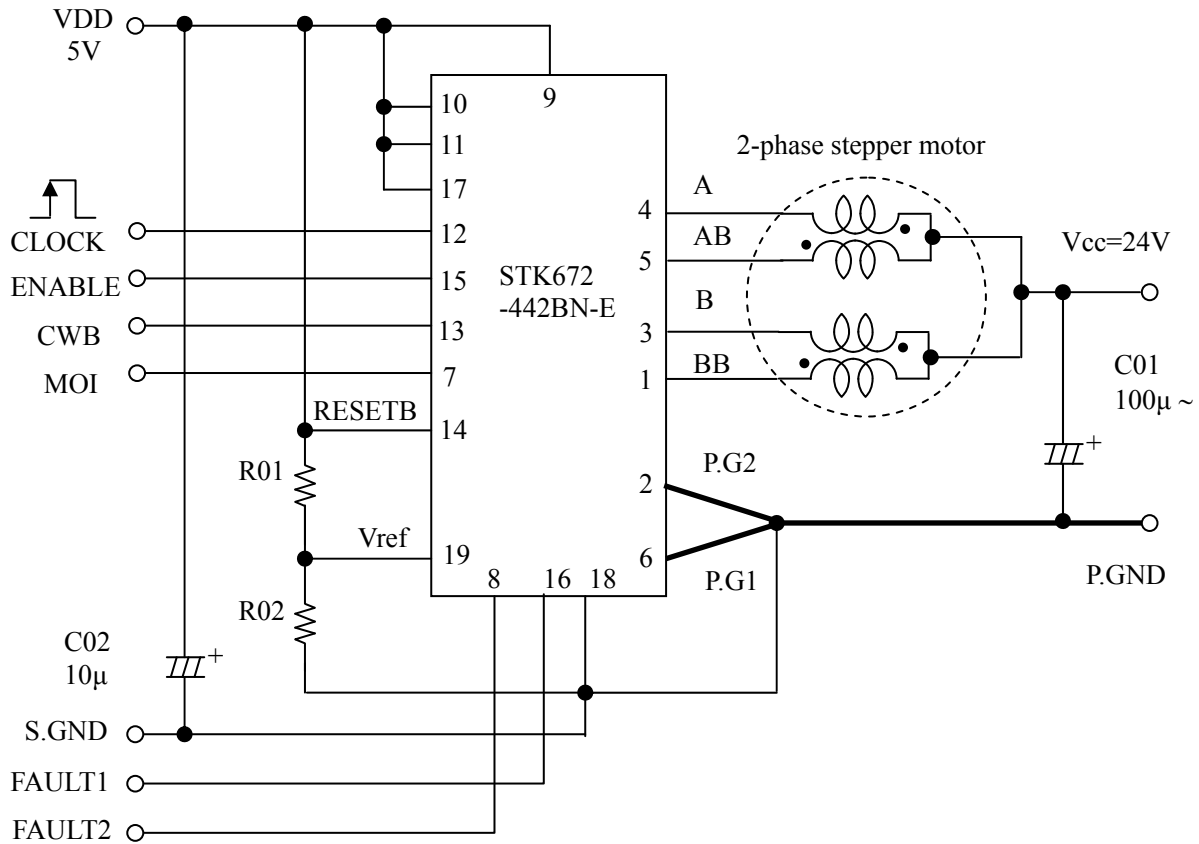 VDD
5V
9
10
11
17
CLOCK
12
ENABLE
15
CWB
13
MOI
7
RESETB
14
R01
Vref
19
R02
8
16
18
C02
10μ
+
S.GND
FAULT1
FAULT2
STK672
-442BN-E
2-phase stepper motor
A
4
AB
5
B
3
BB
1
Vcc=24V
C01
100μ ~
+
P.G2
2
6
P.G1
P.GND